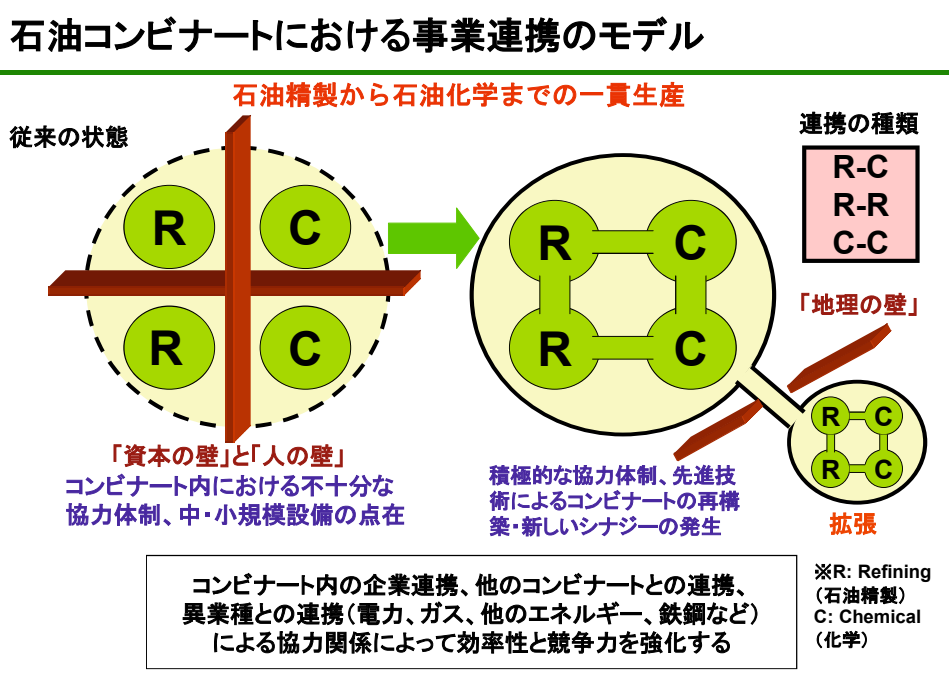 石油コンビナートにおける事業連携のモデル
石油精製から石油化学までの一貫生産
従来の状態
R
C
R
C
「資本の壁」と「人の壁」
コンビナート内における不十分な
協力体制、中・小規模設備の点在
R
C
R
C
積極的な協力体制、先進技
術によるコンビナートの再構
築・新しいシナジーの発生
連携の種類
R-C
R-R
C-C
「地理の壁」
R
C
R
C
拡張
コンビナート内の企業連携、他のコンビナートとの連携、
異業種との連携（電力、ガス、他のエネルギー、鉄鋼など）
による協力関係によって効率性と競争力を強化する
※R: Refining
（石油精製）
C: Chemical
（化学）